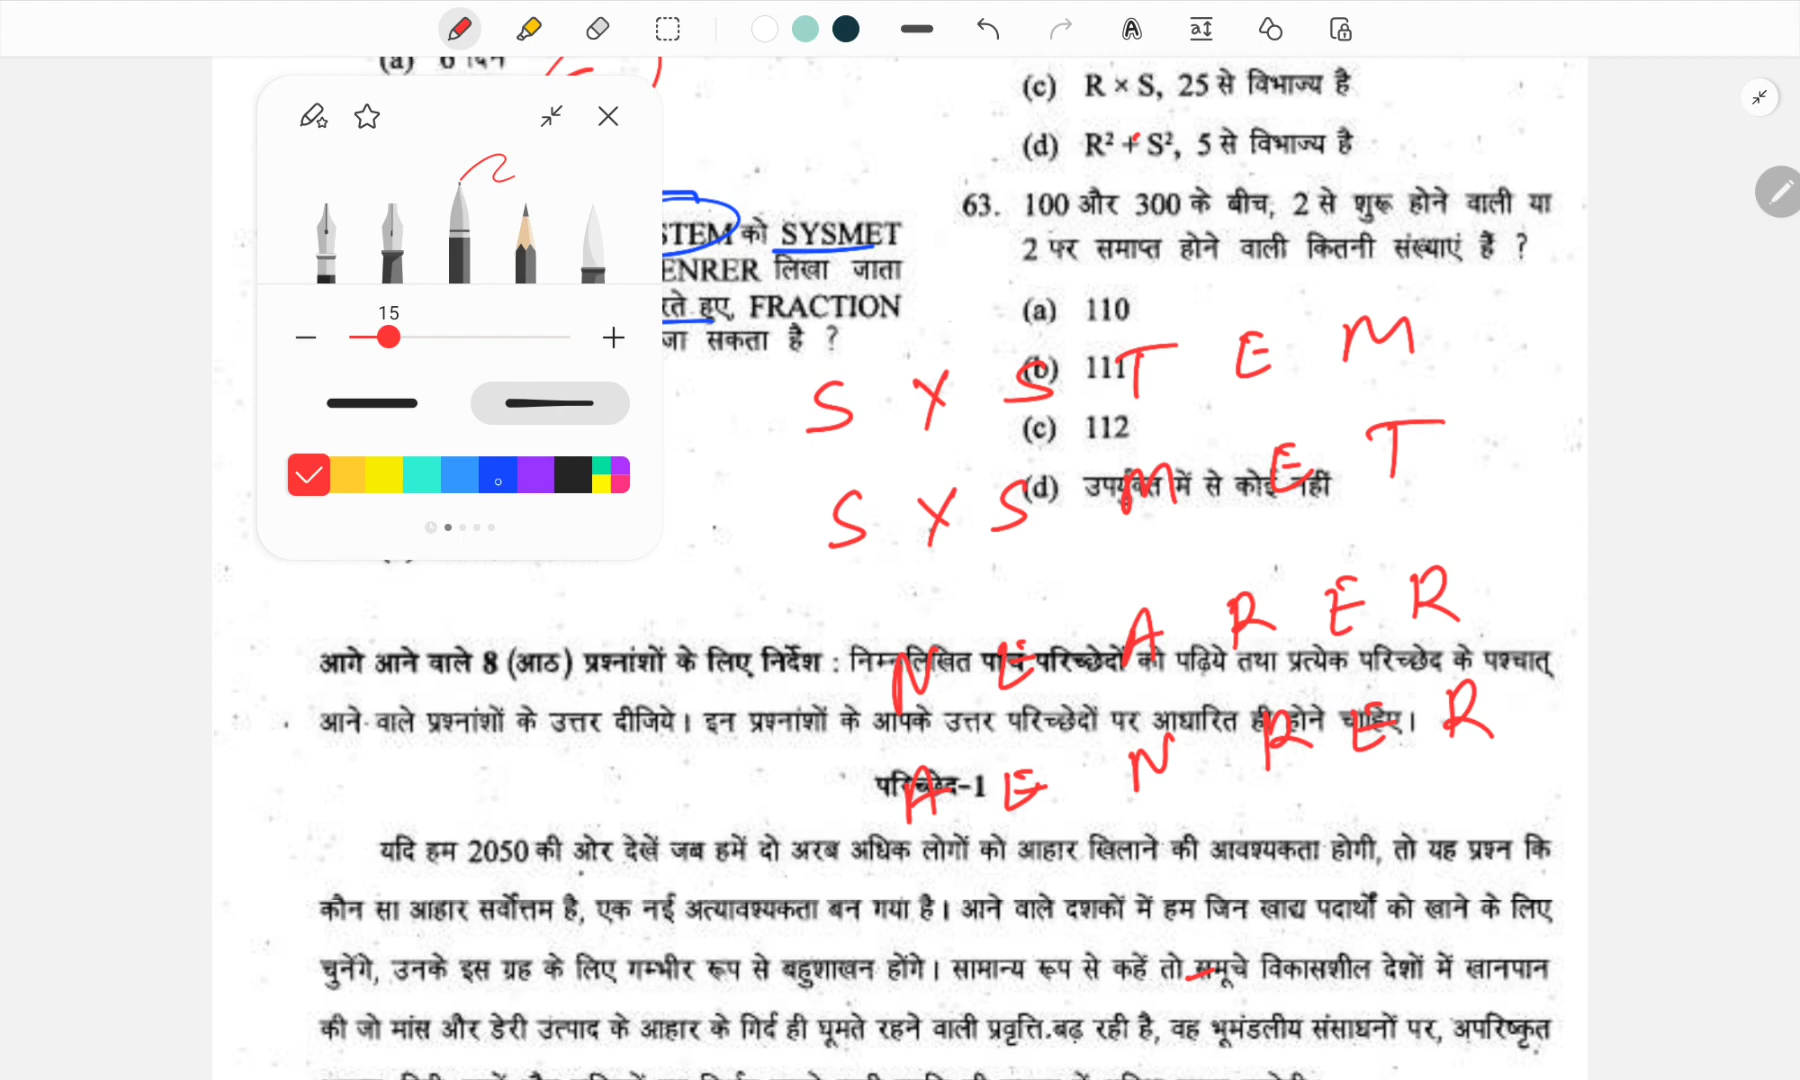 (a) 6 दिन
15
STEM को SYSMET
ENRER लिखा जाता
रते हुए, FRACTION
जा सकता है ?
(c) R × S, 25 से विभाज्य है
(d) R² + S², 5 से विभाज्य है
63. 100 और 300 के बीच, 2 से शुरू होने वाली या
2 पर समाप्त होने वाली कितनी संख्याएं हैं ?
(a) 110
(b) 111
(c) 112
(d) उपर्युक्त में से कोई नहीं
S Y S T E M
S Y S M E T
N E A R E R
A E N R E R
आगे आने वाले 8 (आठ) प्रश्नांशों के लिए निर्देश : निम्नलिखित पांच परिच्छेदों को पढ़िये तथा प्रत्येक परिच्छेद के पश्चात्
आने वाले प्रश्नांशों के उत्तर दीजिये। इन प्रश्नांशों के आपके उत्तर परिच्छेदों पर आधारित ही होने चाहिए।
परिच्छेद-1
यदि हम 2050 की ओर देखें जब हमें दो अरब अधिक लोगों को आहार खिलाने की आवश्यकता होगी, तो यह प्रश्न कि
कौन सा आहार सर्वोत्तम है, एक नई अत्यावश्यकता बन गया है। आने वाले दशकों में हम जिन खाद्य पदार्थों को खाने के लिए
चुनेंगे, उनके इस ग्रह के लिए गम्भीर रूप से बहुशाखन होंगे। सामान्य रूप से कहें तो समूचे विकासशील देशों में खानपान
की जो मांस और डेरी उत्पाद के आहार के गिर्द ही घूमते रहने वाली प्रवृत्ति बढ़ रही है, वह भूमंडलीय संसाधनों पर, अपरिष्कृत